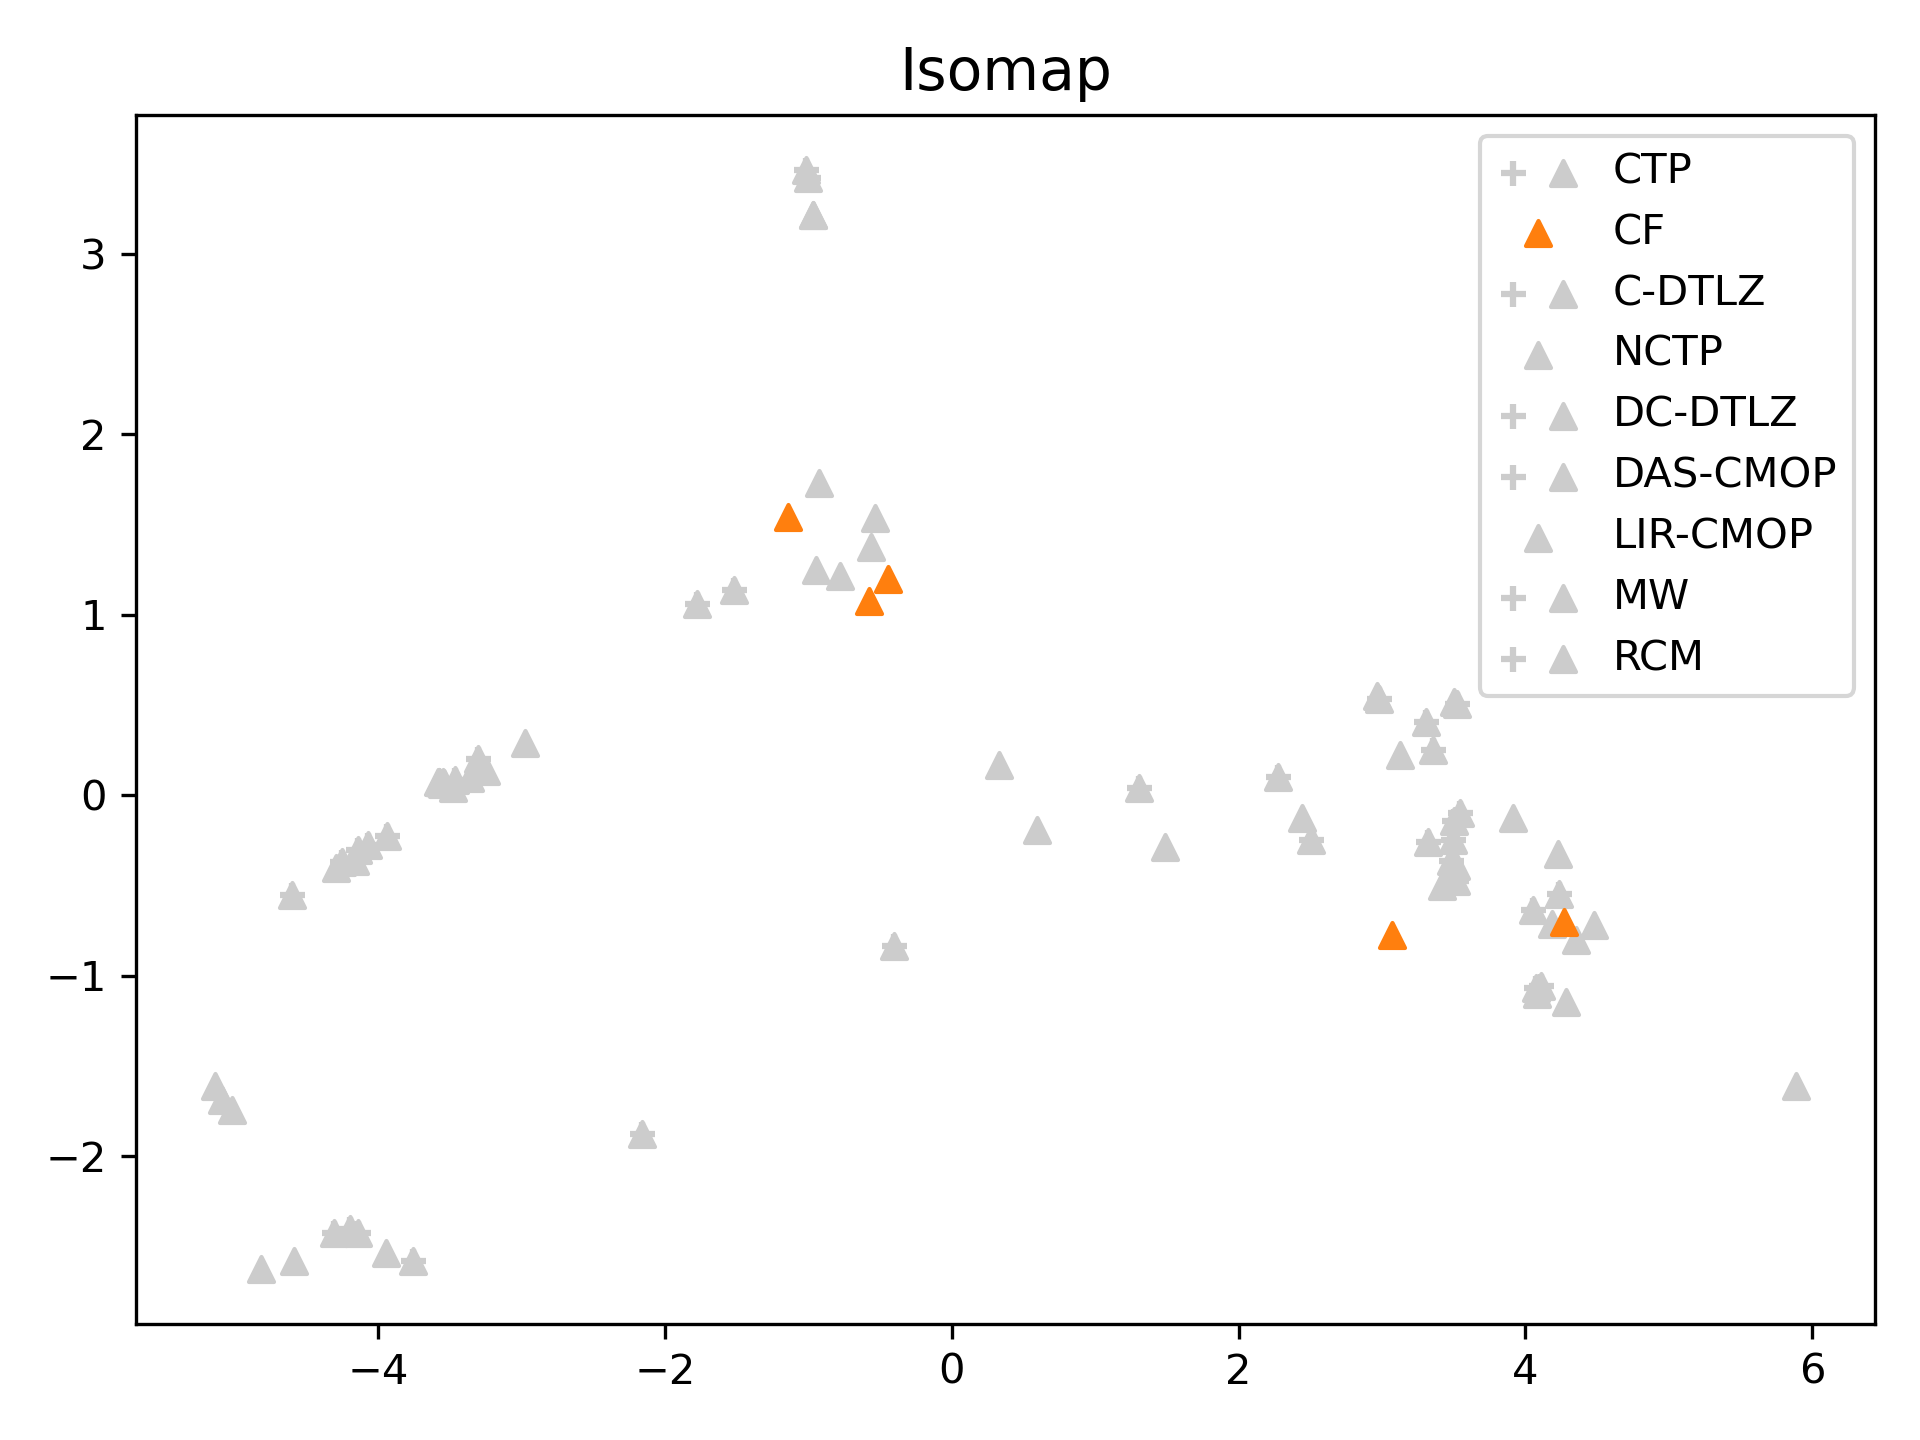 Isomap
CTP
CF
C-DTLZ
NCTP
DC-DTLZ
DAS-CMOP
LIR-CMOP
MW
RCM
3
2
1
0
−1
−2
−4 −2 0 2 4 6